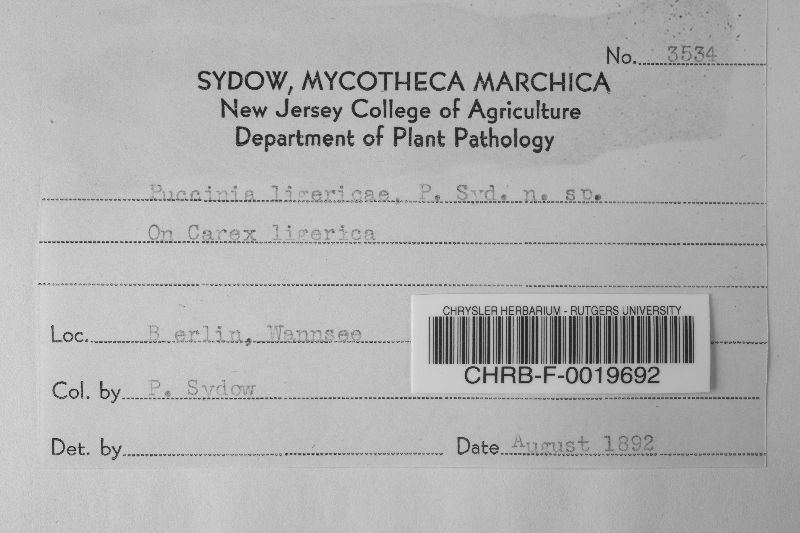 No. 3534
SYDOW, MYCOTHECA MARCHICA
New Jersey College of Agriculture
Department of Plant Pathology
Puccinia ligericae, P. Syd. n. sp.
On Carex ligerica
CHRYSLER HERBARIUM - RUTGERS UNIVERSITY
CHRB-F-0019692
Loc. B erlin, Wannsee
Col. by P. Sydow
Det. by
Date August 1892